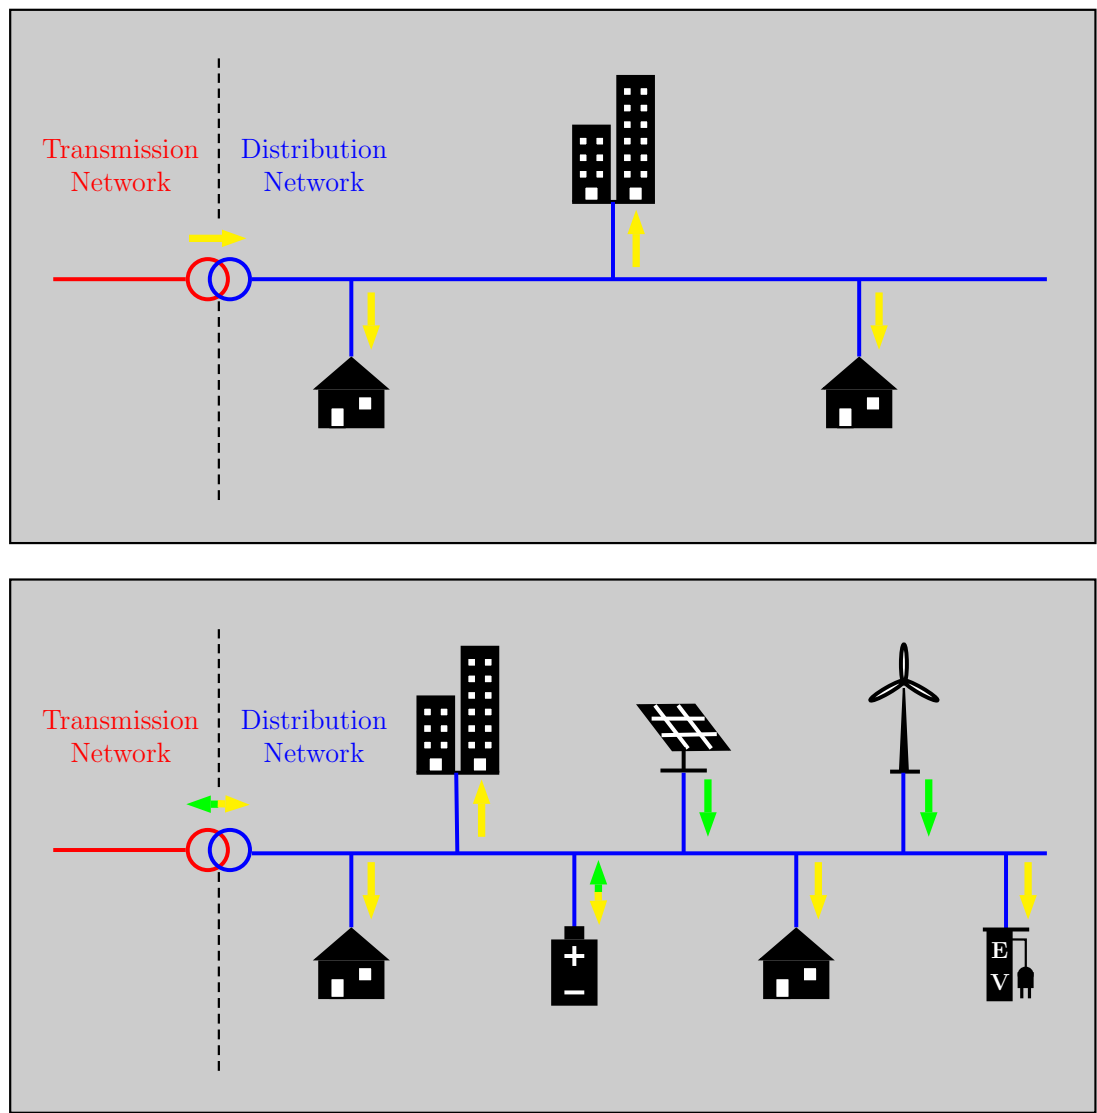 Transmission
Network
Distribution
Network
Transmission
Network
Distribution
Network
+
−
E
V